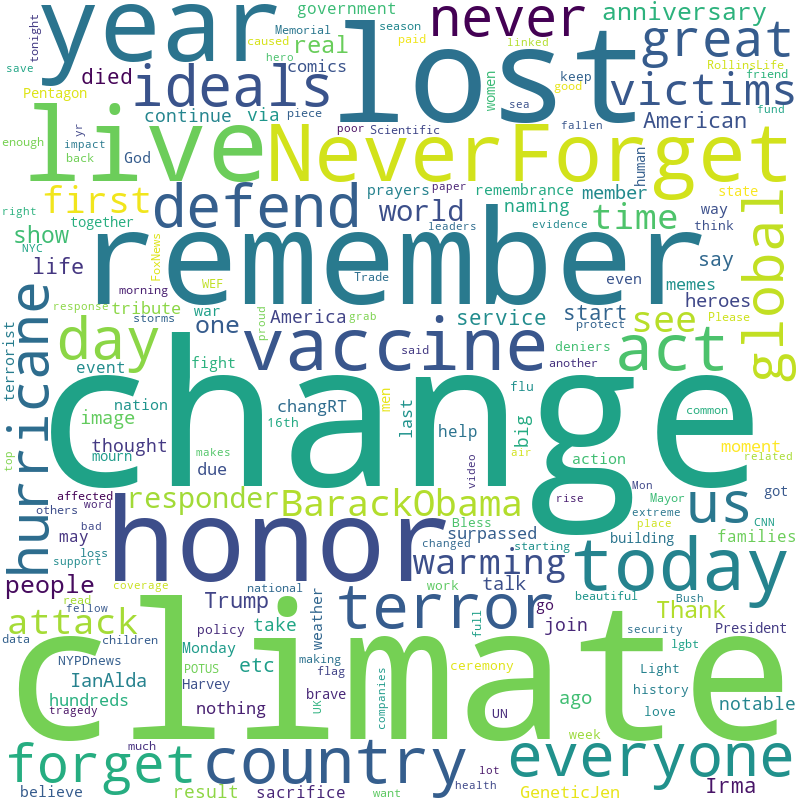 tonight
year
caused
season
government
Memorial
hero
paid
never
linked
anniversary
save
died
real
comics
lost
great
RollinsLife
Pentagon
ideals
keep
good
women
victims
friend
continue
via
piece
sea
fund
enough
yr
impact
back
live
God
poor
Scientific
NeverForget
fallen
American
human
right
together
first
defend
prayers
paper
remembrance
naming
member
state
show
NYC
world
leaders
evidence
time
way
think
global
life
FoxNews
remember
WEF
Trade
say
even
memes
morning
response
tribute
war
America
grab
service
start
heroes
protect
Please
terrorist
hurricane
storms
one
proud
see
day
event
fight
vaccine
said
another
deniers
act
nation
image
changRT
men
flu
common
thought
mourn
16th
last
help
big
moment
top
makes
due
change
video
air
action
related
affected
word
responder
BarackObama
rise
Mon
Mayor
got
others
bad
may
honor
Bless
surpassed
extreme
place
us
CNN
support
loss
changed
starting
building
families
people
coverage
national
warming
today
read
fellow
Trump
weather
terror
work
talk
go
beautiful
Bush
Thank
attack
data
children
policy
take
full
join
security
President
lgbt
NYPDnews
Monday
making
climate
POTUS
etc
flag
ceremony
Light
IanAlda
Harvey
UK
companies
history
hundreds
brave
ago
notable
tragedy
nothing
UN
love
much
week
forget
country
everyone
believe
result
sacrifice
want
lot
health
GeneticJen
Irma